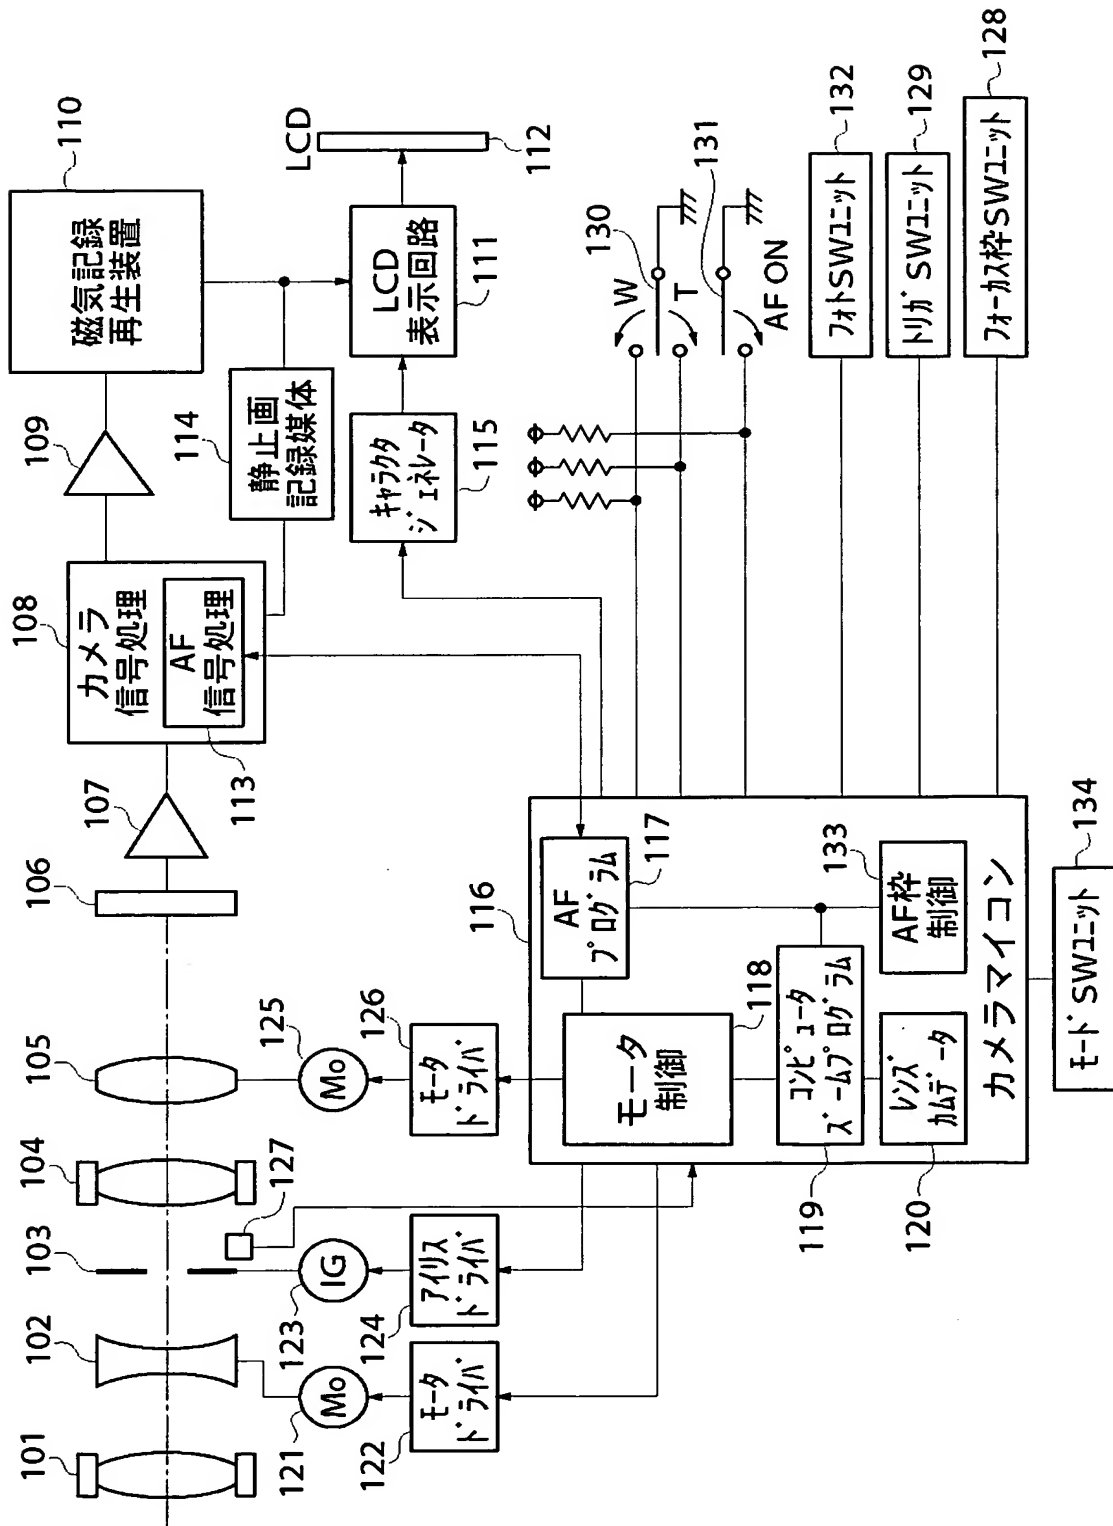 101
102
103
104
105
106
107
108
カメラ
信号処理
AF
信号処理
113
109
110
磁気記録
再生装置
114
静止画
記録媒体
LCD
112
LCD
表示回路
111
キャラクタ
ジェネレータ
115
127
Mo
121
IG
123
Mo
125
モータ
ドライバ
122
アイリス
ドライバ
124
モータ
ドライバ
126
116
AF
プログラム
117
モータ
制御
118
コンピュータ
ズームプログラム
119
レンズ
カムデータ
120
AF枠
制御
133
カメラマイコン
モードSWユニット
134
W
T
130
AF ON
131
フォトSWユニット
132
トリガSWユニット
129
フォーカス枠SWユニット
128